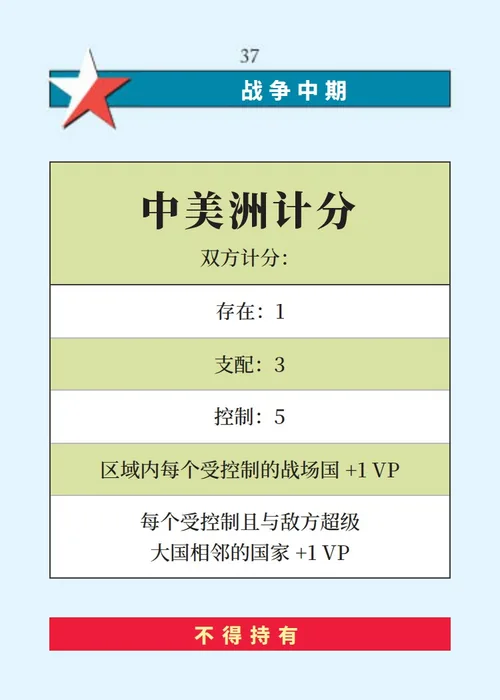 37
战争中期
中美洲计分
双方计分：
存在：1
支配：3
控制：5
区域内每个受控制的战场国 +1 VP
每个受控制且与敌方超级
大国相邻的国家 +1 VP
不得持有